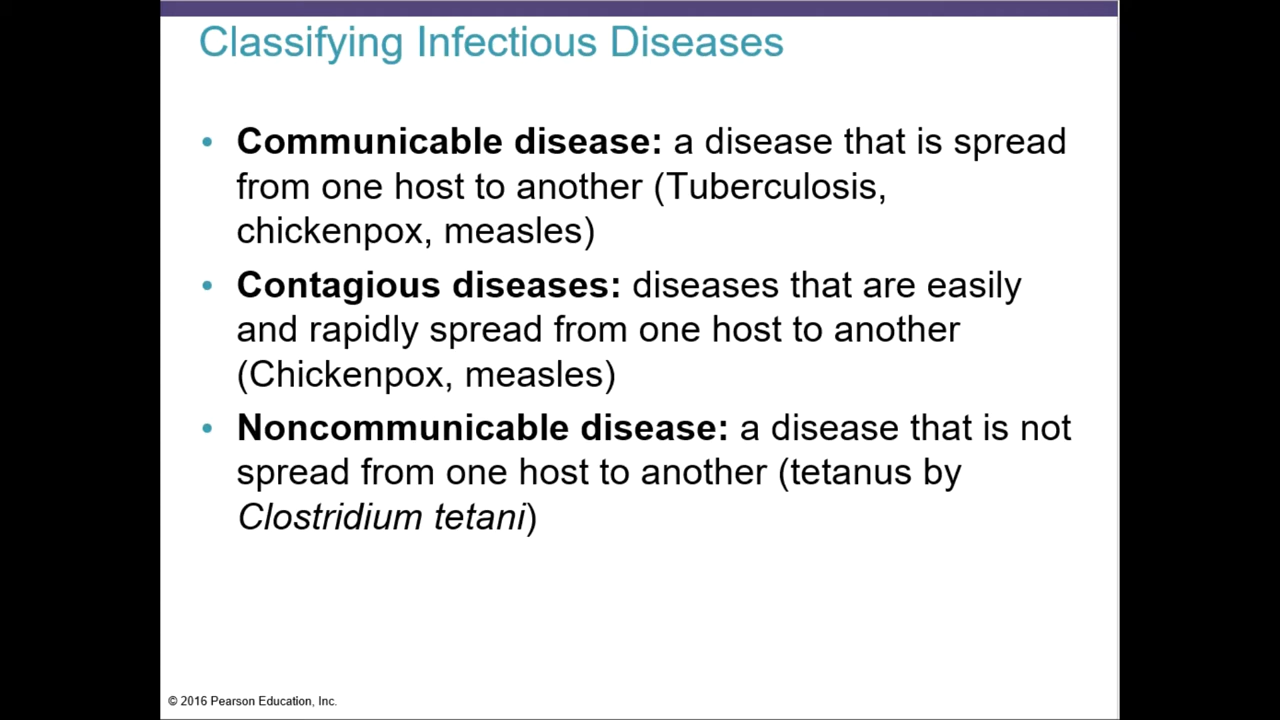 Classifying Infectious Diseases
• Communicable disease: a disease that is spread
from one host to another (Tuberculosis,
chickenpox, measles)
• Contagious diseases: diseases that are easily
and rapidly spread from one host to another
(Chickenpox, measles)
• Noncommunicable disease: a disease that is not
spread from one host to another (tetanus by
Clostridium tetani)
© 2016 Pearson Education, Inc.